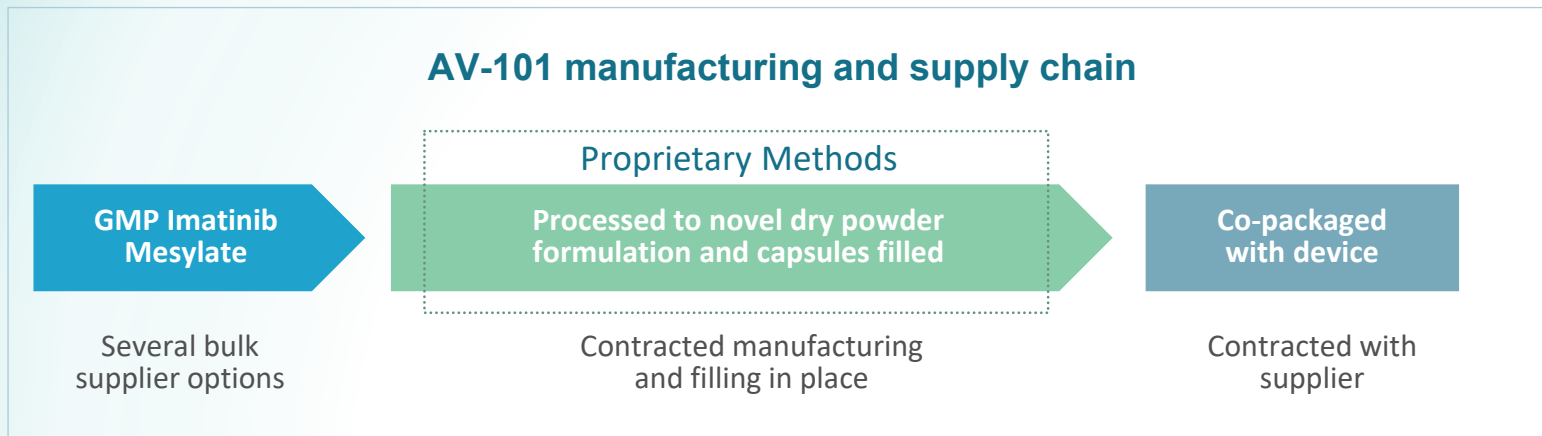 AV-101 manufacturing and supply chain
Proprietary Methods
GMP Imatinib
Mesylate
Processed to novel dry powder
formulation and capsules filled
Co-packaged
with device
Several bulk
supplier options
Contracted manufacturing
and filling in place
Contracted with
supplier